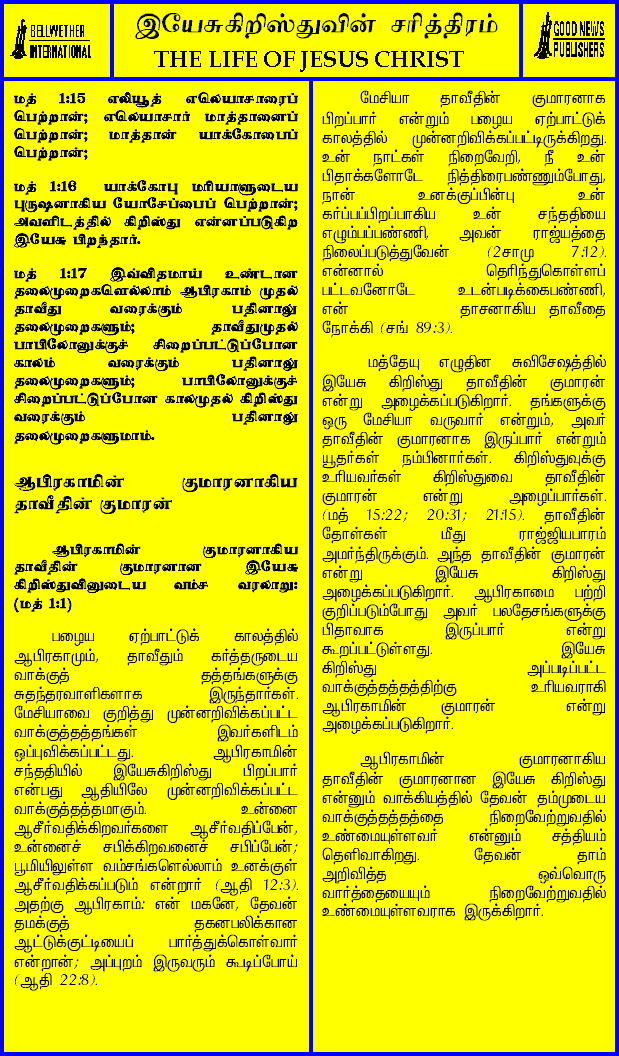 BELLWETHER
INTERNATIONAL
இயேசுகிறிஸ்துவின் சரித்திரம்
THE LIFE OF JESUS CHRIST
GOOD NEWS
PUBLISHERS
மத் 1:15 எலியூத் எலெயாசாரைப்
பெற்றான்; எலெயாசார் மாத்தானைப்
பெற்றான்; மாத்தான் யாக்கோபைப்
பெற்றான்;
மத் 1:16 யாக்கோபு மரியாளுடைய
புருஷனாகிய யோசேப்பைப் பெற்றான்;
அவளிடத்தில் கிறிஸ்து என்னப்படுகிற
இயேசு பிறந்தார்.
மத் 1:17 இவ்விதமாய் உண்டான
தலைமுறைகளெல்லாம் ஆபிரகாம் முதல்
தாவீது வரைக்கும் பதினாலு
தலைமுறைகளும்; தாவீதுமுதல்
பாபிலோனுக்குச் சிறைப்பட்டுப்போன
காலம் வரைக்கும் பதினாலு
தலைமுறைகளும்; பாபிலோனுக்குச்
சிறைப்பட்டுப்போன காலமுதல் கிறிஸ்து
வரைக்கும் பதினாலு
தலைமுறைகளுமாம்.
ஆபிரகாமின் குமாரனாகிய
தாவீதின் குமாரன்
ஆபிரகாமின் குமாரனாகிய
தாவீதின் குமாரனான இயேசு
கிறிஸ்துவினுடைய வம்ச வரலாறு:
(மத் 1:1)
பழைய ஏற்பாட்டுக் காலத்தில்
ஆபிரகாமும், தாவீதும் கர்த்தருடைய
வாக்குத் தத்தங்களுக்கு
சுதந்தரவாளிகளாக இருந்தார்கள்.
மேசியாவை குறித்து முன்னறிவிக்கப்பட்ட
வாக்குத்தத்தங்கள் இவர்களிடம்
ஒப்புவிக்கப்பட்டது. ஆபிரகாமின்
சந்ததியில் இயேசுகிறிஸ்து பிறப்பார்
என்பது ஆதியிலே முன்னறிவிக்கப்பட்ட
வாக்குத்தத்தமாகும். உன்னை
ஆசீர்வதிக்கிறவர்களை ஆசீர்வதிப்பேன்,
உன்னைச் சபிக்கிறவனைச் சபிப்பேன்;
பூமியிலுள்ள வம்சங்களெல்லாம் உனக்குள்
ஆசீர்வதிக்கப்படும் என்றார் (ஆதி 12:3).
அதற்கு ஆபிரகாம்: என் மகனே, தேவன்
தமக்குத் தகனபலிக்கான
ஆட்டுக்குட்டியைப் பார்த்துக்கொள்வார்
என்றான்; அப்புறம் இருவரும் கூடிப்போய்
(ஆதி 22:8).
மேசியா தாவீதின் குமாரனாக
பிறப்பார் என்றும் பழைய ஏற்பாட்டுக்
காலத்தில் முன்னறிவிக்கப்பட்டிருக்கிறது.
உன் நாட்கள் நிறைவேறி, நீ உன்
பிதாக்களோடே நித்திரைபண்ணும்போது,
நான் உனக்குப்பின்பு உன்
கர்ப்பப்பிறப்பாகிய உன் சந்ததியை
எழும்பப்பண்ணி, அவன் ராஜ்யத்தை
நிலைப்படுத்துவேன் (2சாமு 7:12).
என்னால் தெரிந்துகொள்ளப்
பட்டவனோடே உடன்படிக்கைபண்ணி,
என் தாசனாகிய தாவீதை
நோக்கி (சங் 89:3).
மத்தேயு எழுதின சுவிசேஷத்தில்
இயேசு கிறிஸ்து தாவீதின் குமாரன்
என்று அழைக்கப்படுகிறார். தங்களுக்கு
ஒரு மேசியா வருவார் என்றும், அவர்
தாவீதின் குமாரனாக இருப்பார் என்றும்
யூதர்கள் நம்பினார்கள். கிறிஸ்துவுக்கு
உரியவர்கள் கிறிஸ்துவை தாவீதின்
குமாரன் என்று அழைப்பார்கள்.
(மத் 15:22; 20:31; 21:15). தாவீதின்
தோள்கள் மீது ராஜ்ஜியபாரம்
அமர்ந்திருக்கும். அந்த தாவீதின் குமாரன்
என்று இயேசு கிறிஸ்து
அழைக்கப்படுகிறார். ஆபிரகாமை பற்றி
குறிப்படும்போது அவர் பலதேசங்களுக்கு
பிதாவாக இருப்பார் என்று
கூறப்பட்டுள்ளது. இயேசு
கிறிஸ்து அப்படிப்பட்ட
வாக்குத்தத்தத்திற்கு உரியவராகி
ஆபிரகாமின் குமாரன் என்று
அழைக்கப்படுகிறார்.
ஆபிரகாமின் குமாரனாகிய
தாவீதின் குமாரனான இயேசு கிறிஸ்து
என்னும் வாக்கியத்தில் தேவன் தம்முடைய
வாக்குத்தத்தத்தை நிறைவேற்றுவதில்
உண்மையுள்ளவர் என்னும் சத்தியம்
தெளிவாகிறது. தேவன் தாம்
அறிவித்த ஒவ்வொரு
வார்த்தையையும் நிறைவேற்றுவதில்
உண்மையுள்ளவராக இருக்கிறார்.